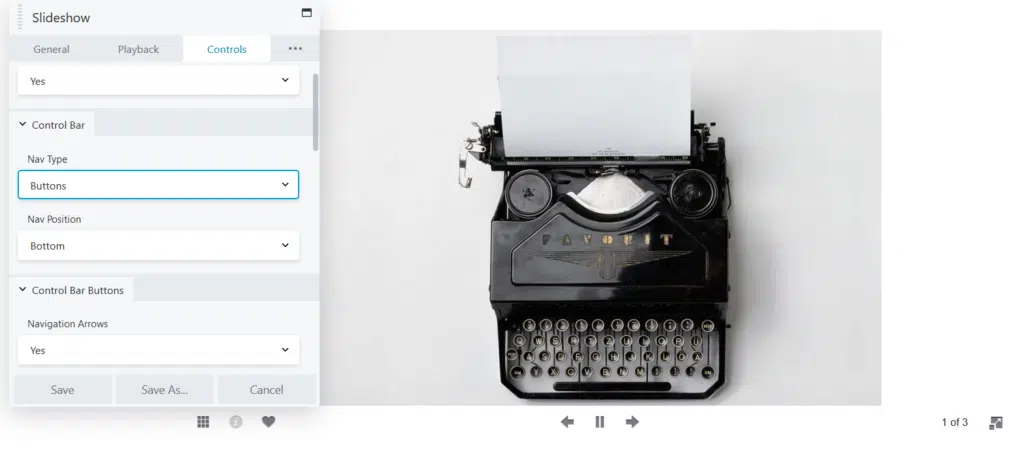 Slideshow
General
Playback
Controls
Yes
Control Bar
Nav Type
Buttons
Nav Position
Bottom
Control Bar Buttons
Navigation Arrows
Yes
Save
Save As...
Cancel
FAVORIT
1 of 3